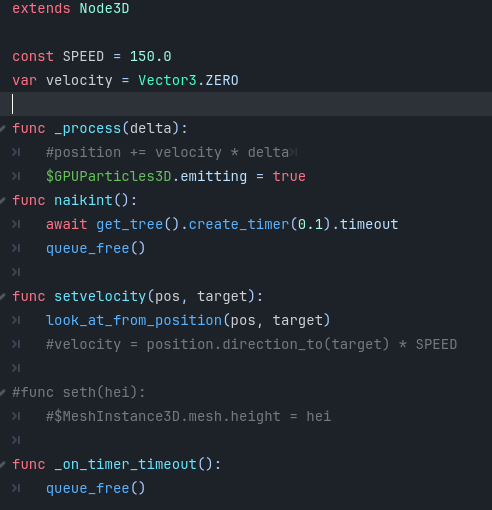 extends Node3D
const SPEED = 150.0
var velocity = Vector3.ZERO
func _process(delta):
#position += velocity * delta
$GPUParticles3D.emitting = true
func naikint():
await get_tree().create_timer(0.1).timeout
queue_free()
func setvelocity(pos, target):
look_at_from_position(pos, target)
#velocity = position.direction_to(target) * SPEED
#func seth(hei):
#$MeshInstance3D.mesh.height = hei
func _on_timer_timeout():
queue_free()